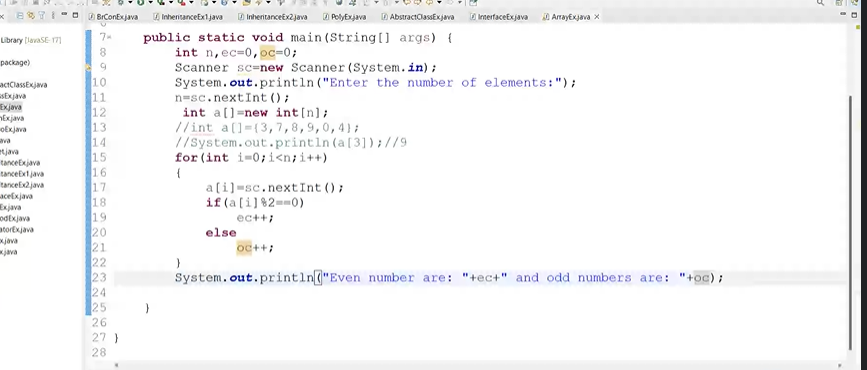 BrConEx.java InheritanceEx1.java InheritanceEx2.java PolyEx.java AbstractClassEx.java InterfaceEx.java ArrayEx.java
Library [JavaSE-17]
package)
actClassEx.java
sEx.java
Ex.java
nEx.java
oEx.java
ava
et.java
tanceEx.java
tanceEx1.java
tanceEx2.java
aceEx.java
Ex.java
odEx.java
atorEx.java
x.java
x.java
7 public static void main(String[] args) {
8 int n,ec=0,oc=0;
9 Scanner sc=new Scanner(System.in);
10 System.out.println("Enter the number of elements:");
11 n=sc.nextInt();
12 int a[]=new int[n];
13 //int a[]={3,7,8,9,0,4};
14 //System.out.println(a[3]);//9
15 for(int i=0;i<n;i++)
16 {
17 a[i]=sc.nextInt();
18 if(a[i]%2==0)
19 ec++;
20 else
21 oc++;
22 }
23 System.out.println("Even number are: "+ec+" and odd numbers are: "+oc);
24
25 }
26
27 }
28